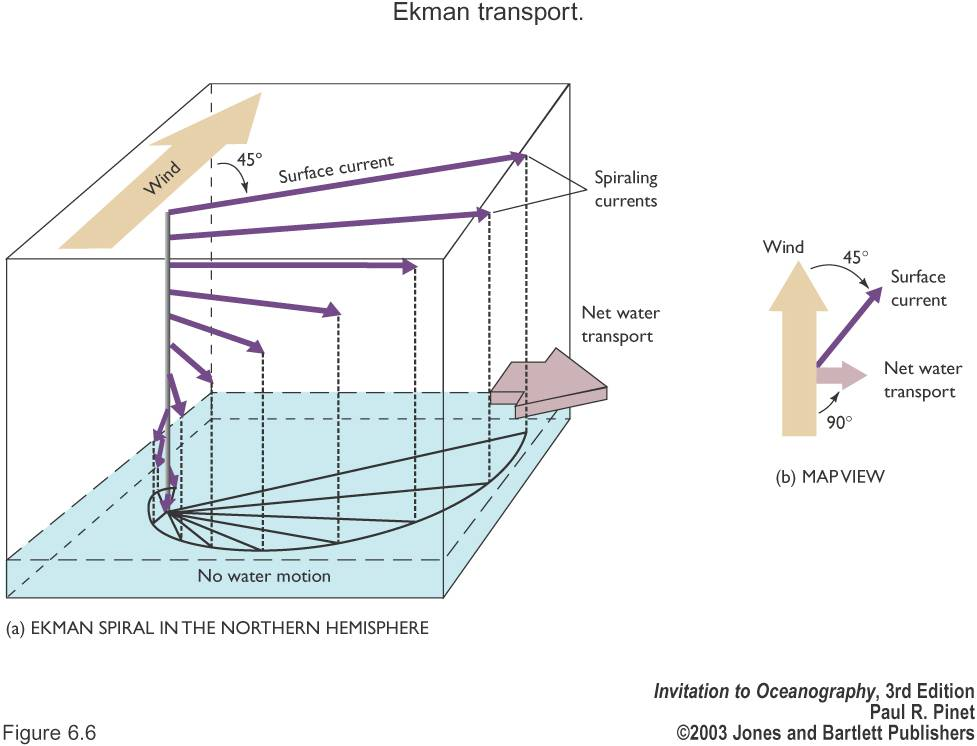 Ekman transport.
Wind
45°
Surface current
Spiraling
currents
Net water
transport
No water motion
(a) EKMAN SPIRAL IN THE NORTHERN HEMISPHERE
Wind
45°
Surface
current
Net water
transport
90°
(b) MAP VIEW
Invitation to Oceanography, 3rd Edition
Paul R. Pinet
Figure 6.6
©2003 Jones and Bartlett Publishers